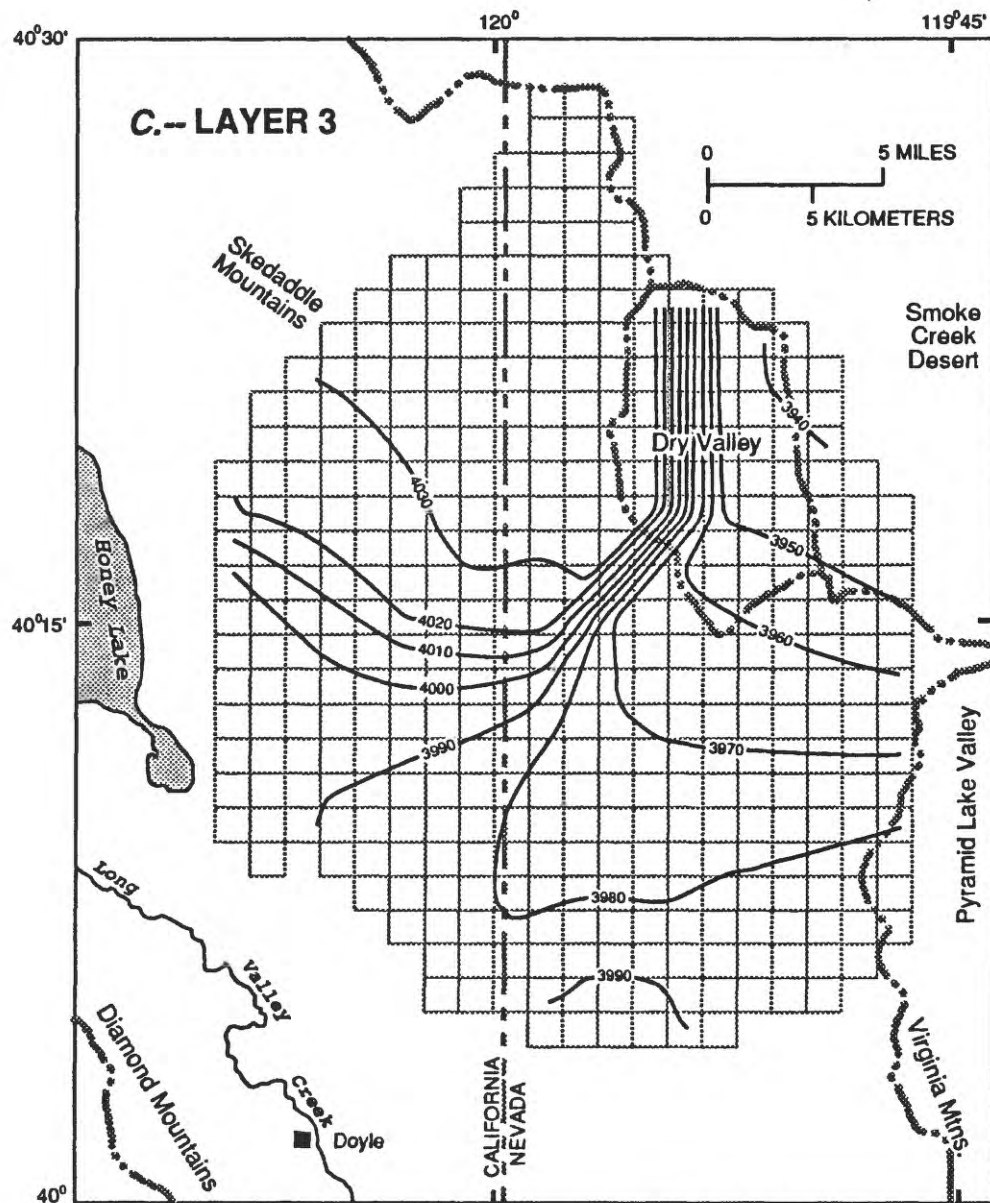 120°
119°45'
40°30'
C.-- LAYER 3
0 5 MILES
0 5 KILOMETERS
Skedaddle
Mountains
Smoke
Creek
Desert
3940
Dry Valley
4030
3950
Honey Lake
40°15'
4020
3960
4010
4000
3990
3970
Pyramid Lake Valley
Long
3980
Valley
3990
Diamond Mountains
Creek
Virginia Mtns.
CALIFORNIA
NEVADA
Doyle
40°